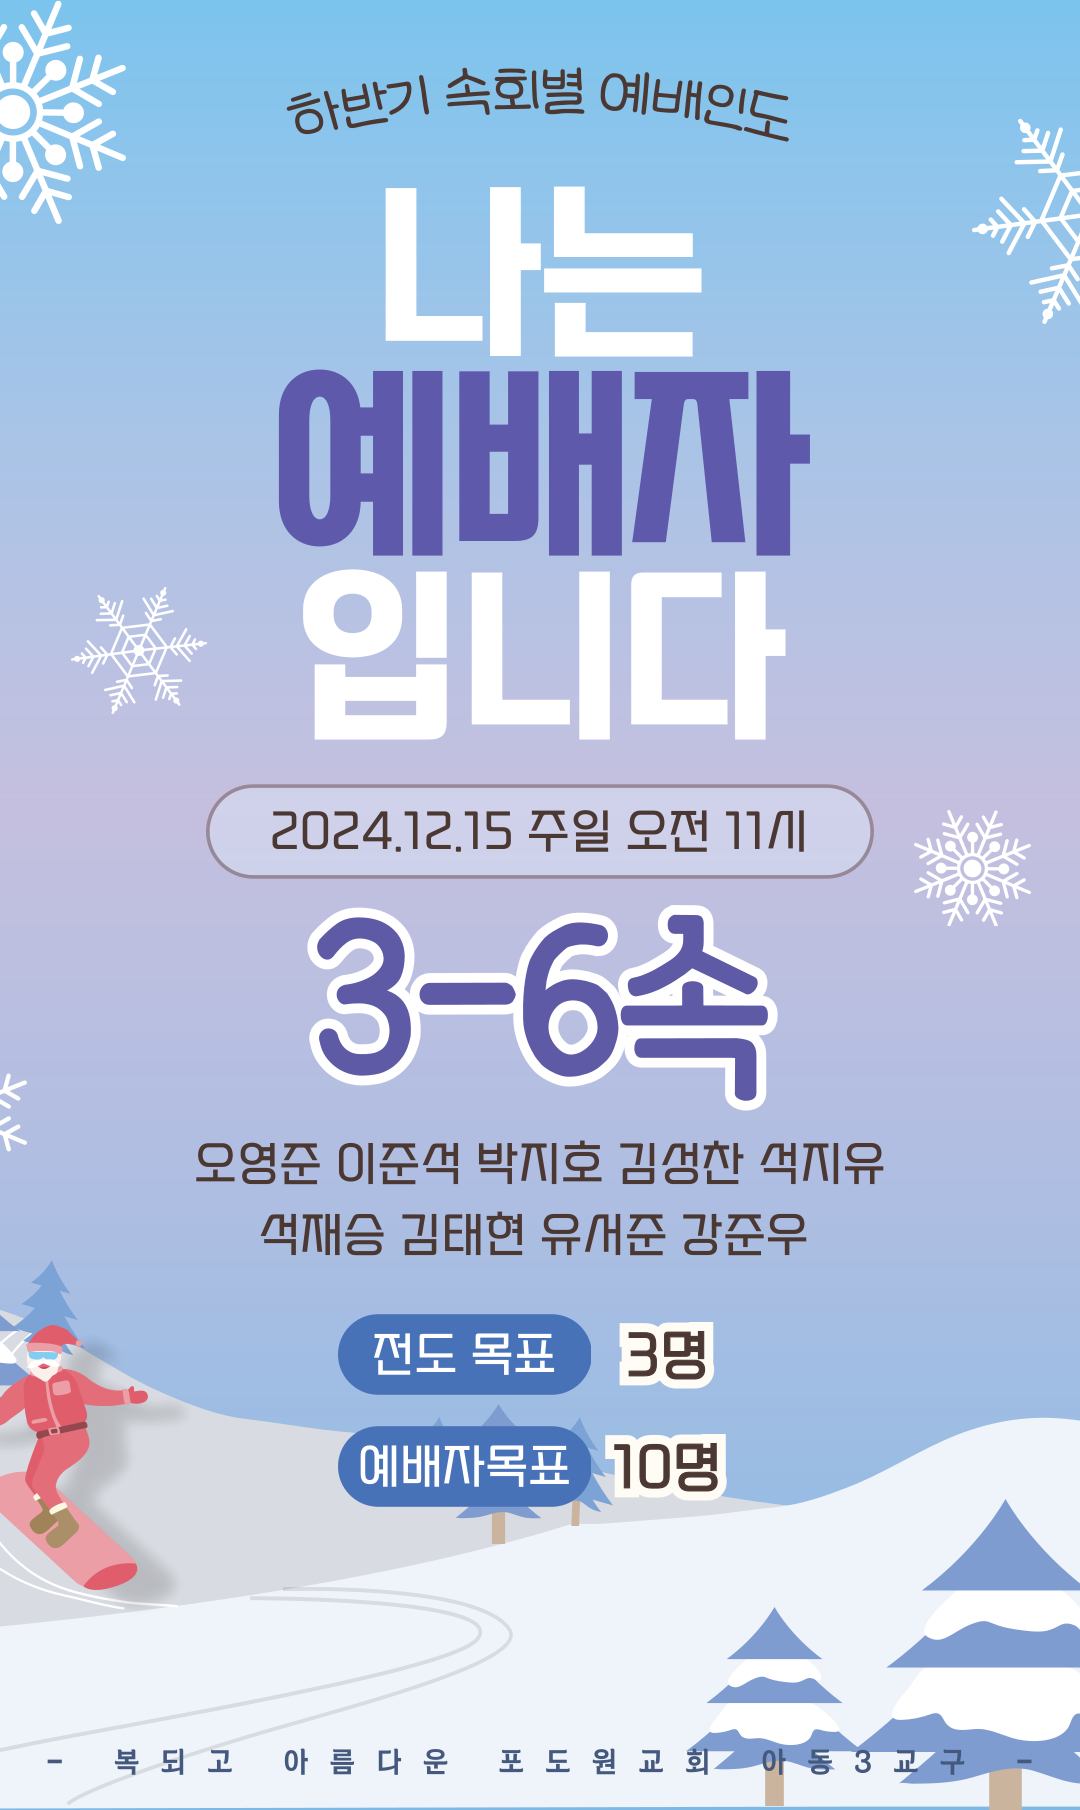 하반기 속회별 예배인도
나는
예배자
입니다
2024.12.15 주일 오전 11시
3-6속
오영준 이준석 박지호 김성찬 석지유
석재승 김태현 유서준 강준우
전도 목표 3명
예배자목표 10명
- 복되고 아름다운 포도원교회 아동3교구 -